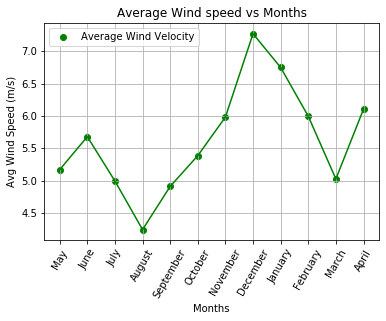 Average Wind speed vs Months
Average Wind Velocity
Avg Wind Speed (m/s)
7.0
6.5
6.0
5.5
5.0
4.5
May
June
July
August
September
October
November
December
January
February
March
April
Months